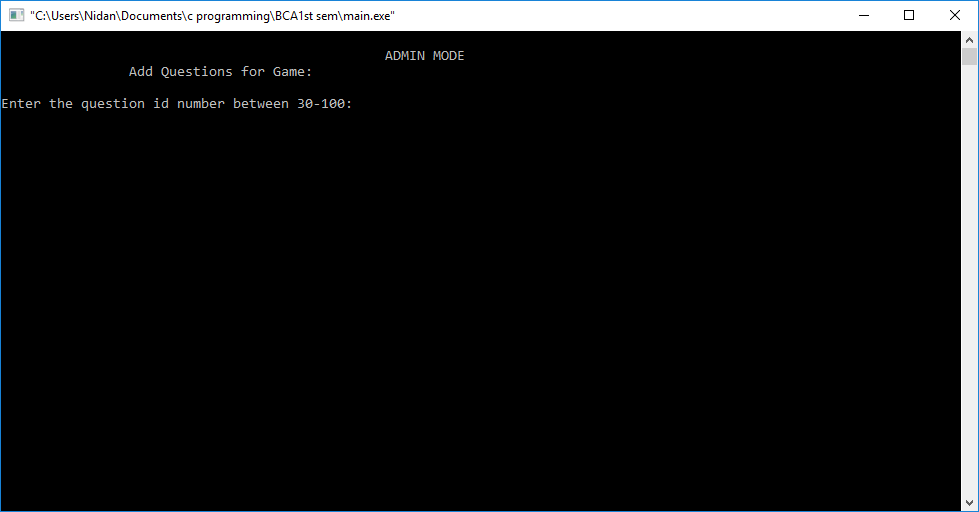 "C:\Users\Nidan\Documents\c programming\BCA1st sem\main.exe"
ADMIN MODE
Add Questions for Game:
Enter the question id number between 30-100: